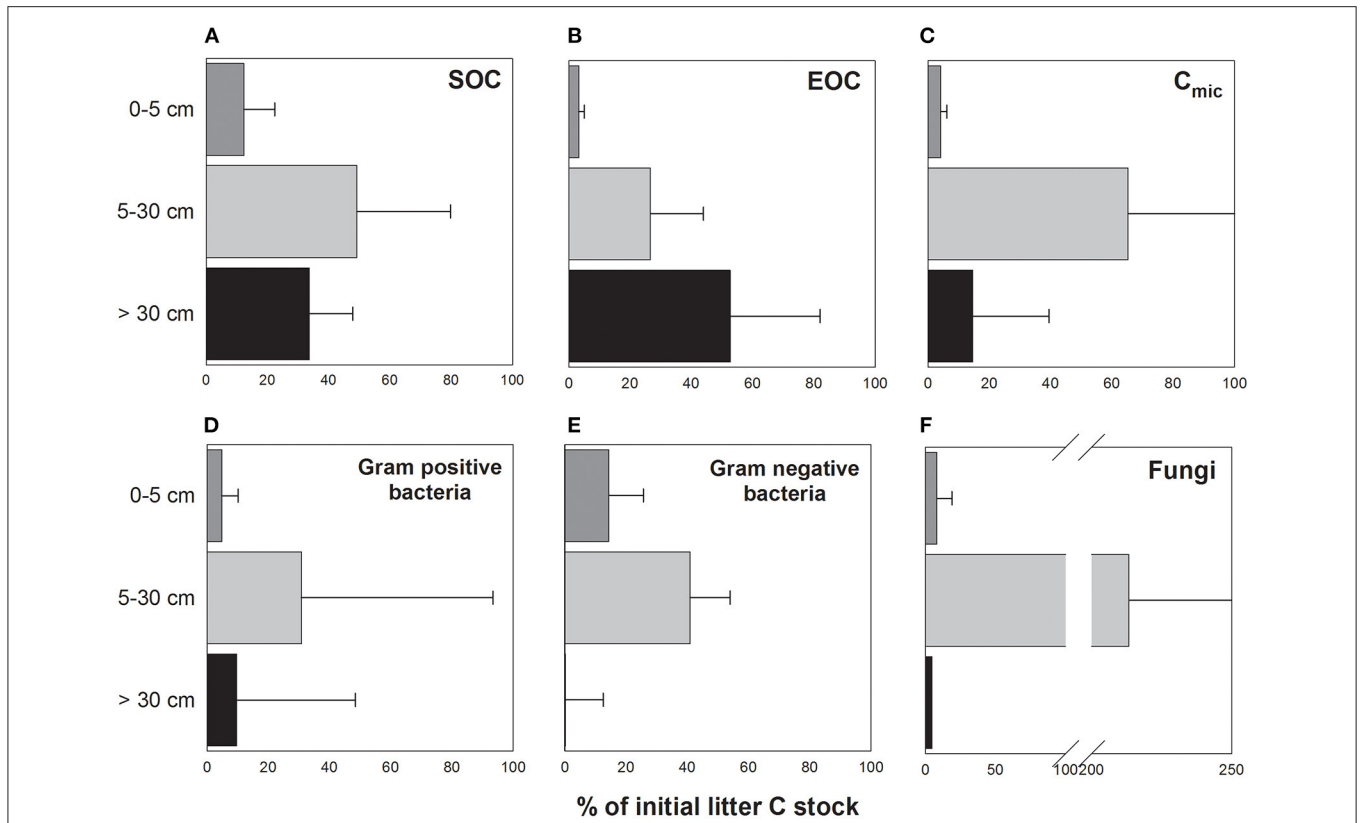 A
B
C
SOC
EOC
Cmic
0-5 cm
5-30 cm
> 30 cm
0 20 40 60 80 100
0 20 40 60 80 100
0 20 40 60 80 100
D
E
F
Gram positive
bacteria
Gram negative
bacteria
Fungi
0-5 cm
5-30 cm
> 30 cm
0 20 40 60 80 100
0 20 40 60 80 100
0 50 100 200 250
% of initial litter C stock